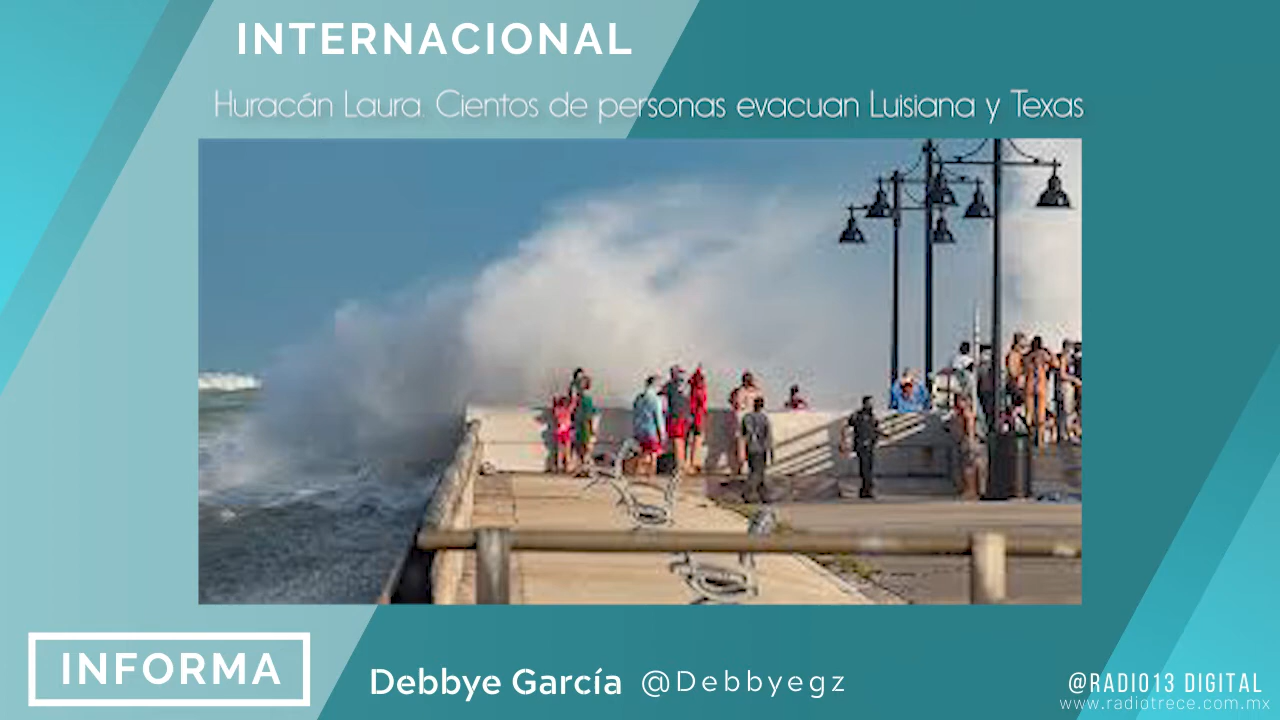 INTERNACIONAL
Huracán Laura. Cientos de personas evacuan Luisiana y Texas
INFORMA
Debbye García @Debbyegz
@RADIO13 DIGITAL
www.radiotrece.com.mx